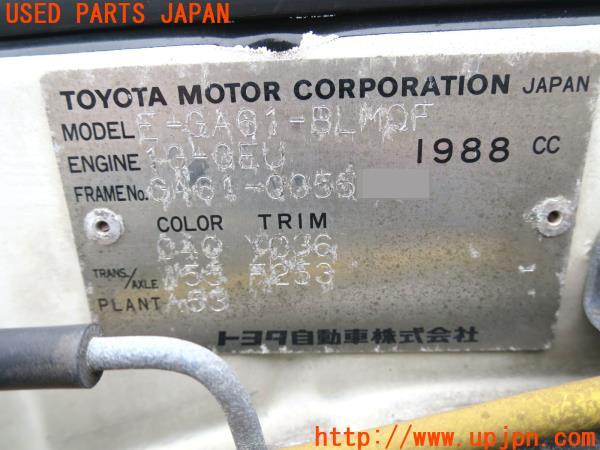 USED PARTS JAPAN
TOYOTA MOTOR CORPORATION JAPAN
MODEL E-GA61-BLMQF
ENGINE 1G-GEU 1988 CC
FRAME No. GA61-0055
COLOR TRIM
YD36
TRANS./AXLE W55 F253
PLANT A53
トヨタ自動車株式会社
http://www.upjpn.com/